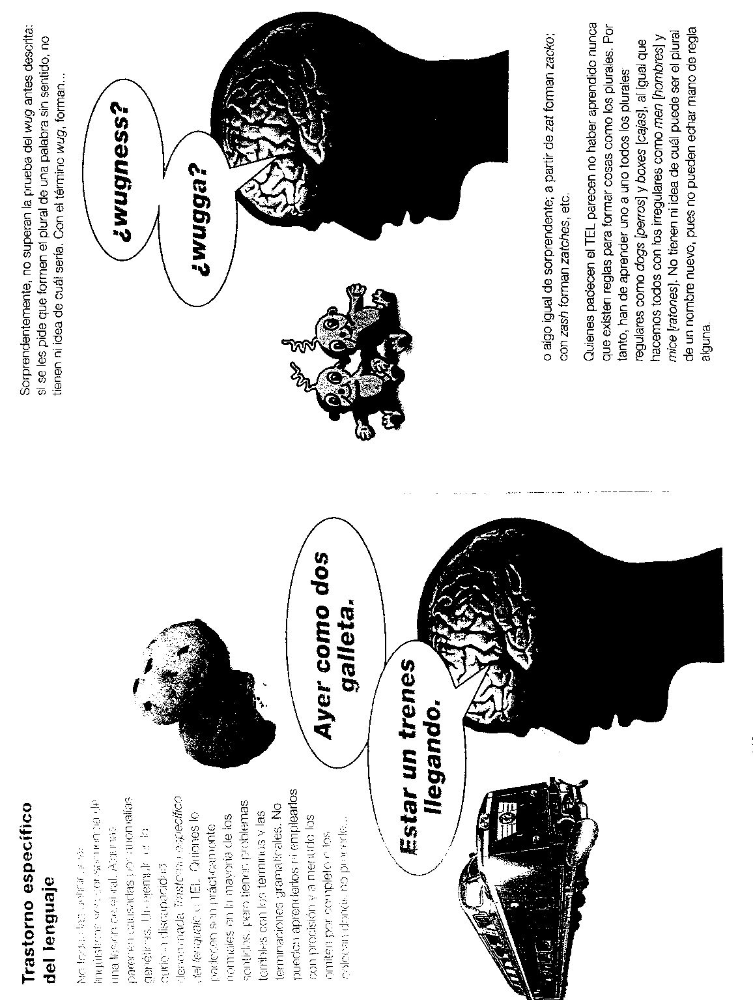 Trastorno específico
del lenguaje
una lesión cerebral. Algunas
parecen causadas por anomalías
genéticas. Un ejemplo es la
curiosa discapacidad
denominada Trastorno específico
del lenguaje o TEL. Quienes lo
padecen son prácticamente
normales en la mayoría de los
sentidos, pero tienen problemas
terribles con los términos y las
terminaciones gramaticales. No
pueden aprenderlos ni emplearlos
con precisión y a menudo los
omiten por completo o los
colocan donde no procede...
Ayer como dos
galleta.
Estar un trenes
llegando.
Sorprendentemente, no superan la prueba del wug antes descrita:
si se les pide que formen el plural de una palabra sin sentido, no
tienen ni idea de cuál sería. Con el término wug, forman...
¿wugness?
¿wugga?
o algo igual de sorprendente; a partir de zat forman zacko;
con zash forman zatches, etc.
Quienes padecen el TEL parecen no haber aprendido nunca
que existen reglas para formar cosas como los plurales. Por
tanto, han de aprender uno a uno todos los plurales
regulares como dogs [perros] y boxes [cajas], al igual que
hacemos todos con los irregulares como men [hombres] y
mice [ratones]. No tienen ni idea de cuál puede ser el plural
de un nombre nuevo, pues no pueden echar mano de regla
alguna.